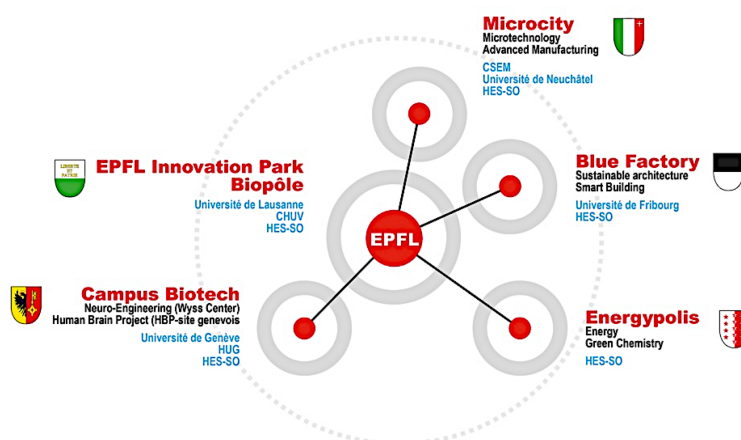 Microcity
Microtechnology
Advanced Manufacturing
CSEM
Université de Neuchâtel
HES-SO
EPFL Innovation Park
Biopôle
Université de Lausanne
CHUV
HES-SO
LIBERTÉ
ET
PATRIE
Blue Factory
Sustainable architecture
Smart Building
Université de Fribourg
HES-SO
EPFL
Campus Biotech
Neuro-Engineering (Wyss Center)
Human Brain Project (HBP-site genevois
Université de Genève
HUG
HES-SO
Energypolis
Energy
Green Chemistry
HES-SO